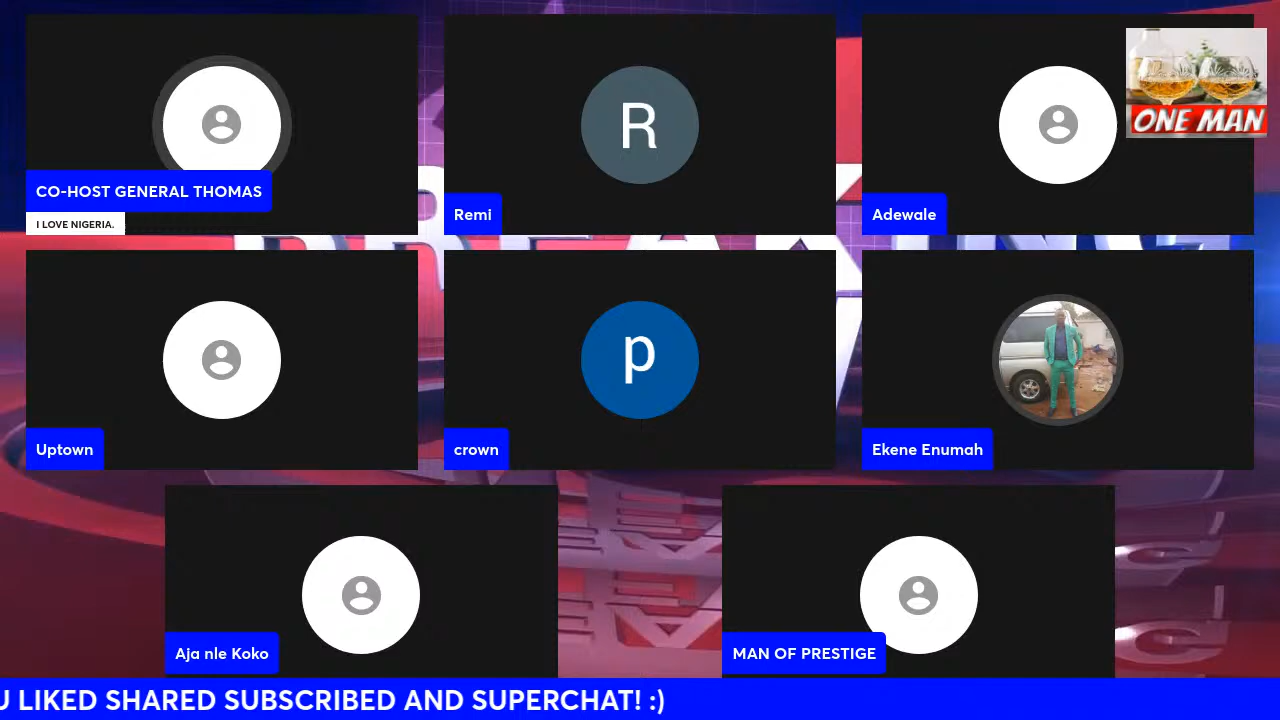 ONE MAN
R
CO-HOST GENERAL THOMAS
I LOVE NIGERIA.
Remi
Adewale
p
Uptown
crown
Ekene Enumah
Aja nle Koko
MAN OF PRESTIGE
U LIKED SHARED SUBSCRIBED AND SUPERCHAT! :)